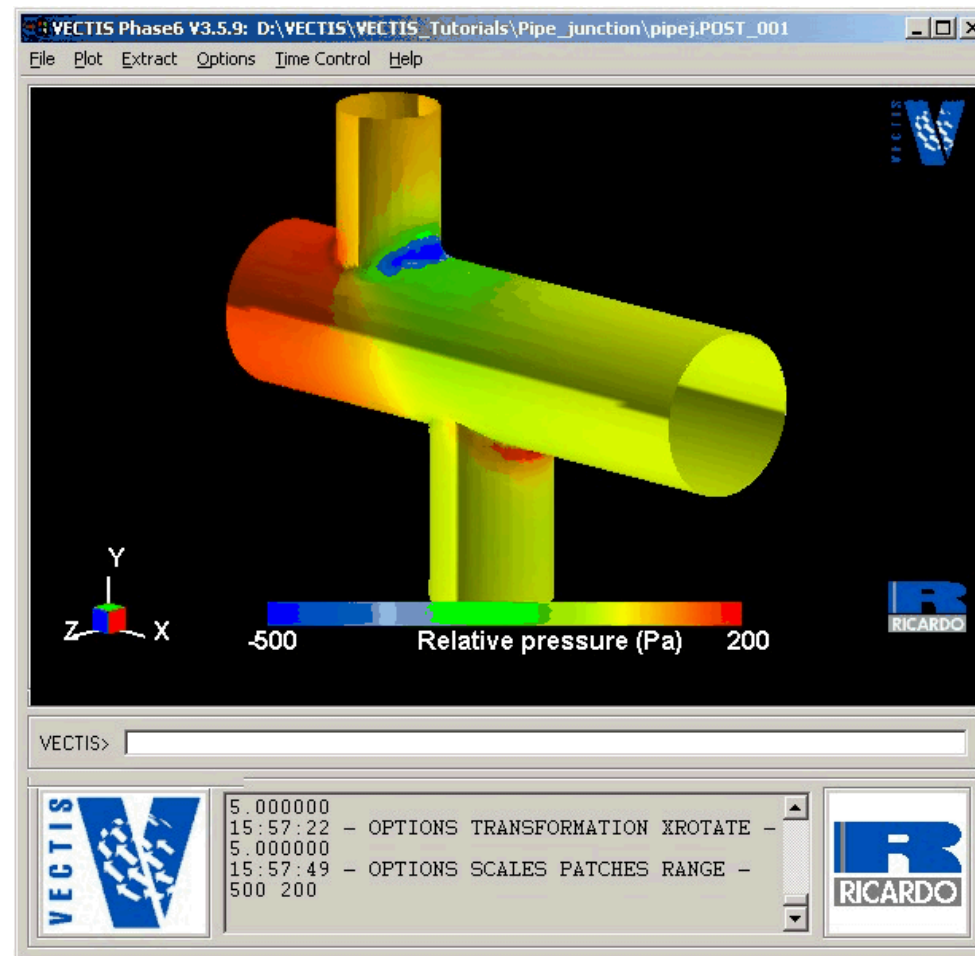 VECTIS Phase6 V3.5.9: D:\VECTIS\VECTIS_Tutorials\Pipe_junction\pipej.POST_001
File Plot Extract Options Time Control Help
VECTIS
Y
Z X
-500 Relative pressure (Pa) 200
R
RICARDO
VECTIS>
VECTIS
5.000000
15:57:22 - OPTIONS TRANSFORMATION XROTATE -
5.000000
15:57:49 - OPTIONS SCALES PATCHES RANGE -
500 200
R
RICARDO